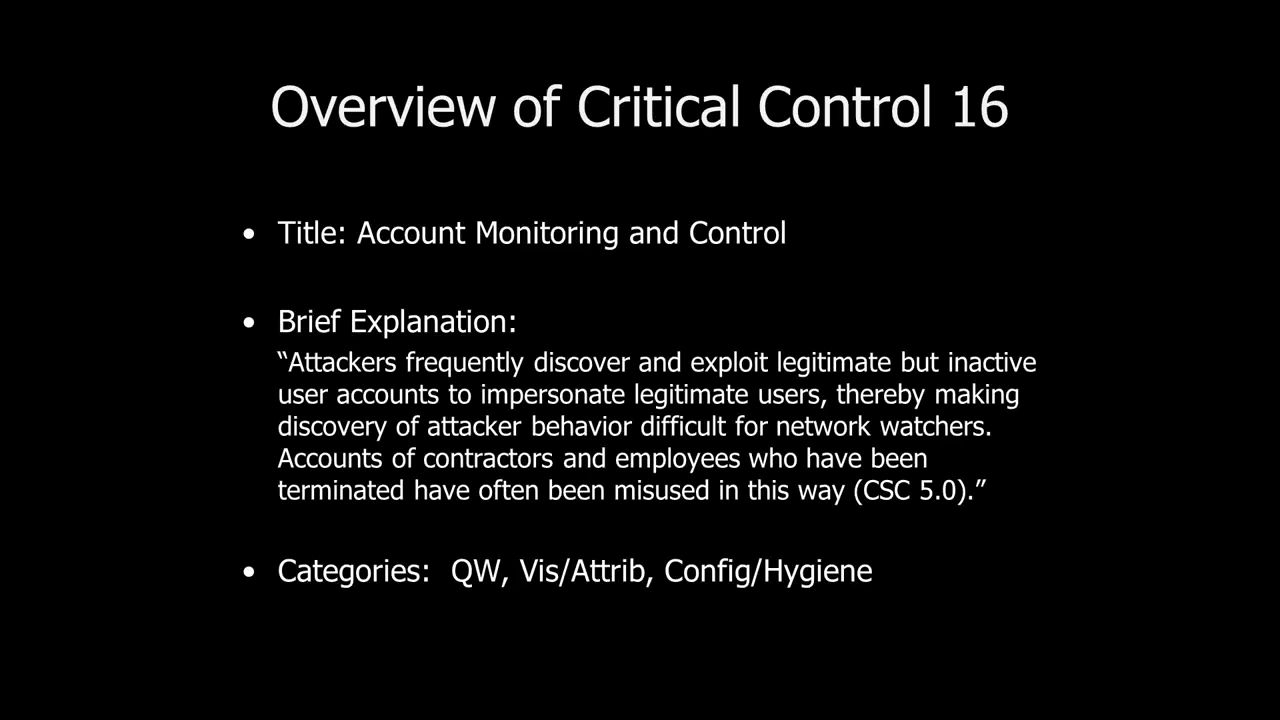 Overview of Critical Control 16
• Title: Account Monitoring and Control
• Brief Explanation:
“Attackers frequently discover and exploit legitimate but inactive
user accounts to impersonate legitimate users, thereby making
discovery of attacker behavior difficult for network watchers.
Accounts of contractors and employees who have been
terminated have often been misused in this way (CSC 5.0).”
• Categories:  QW, Vis/Attrib, Config/Hygiene